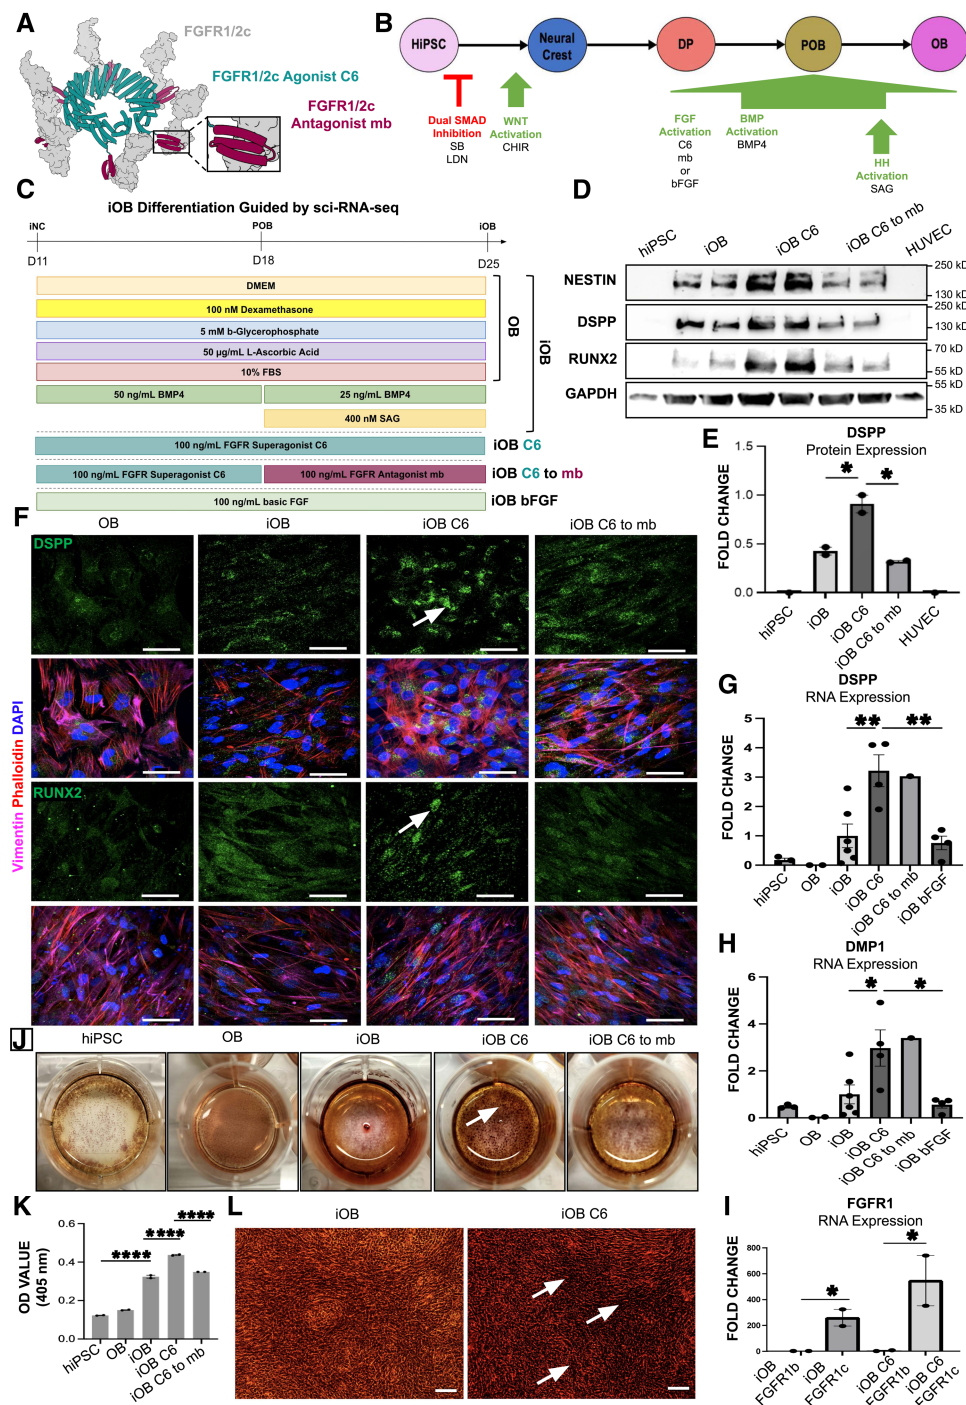 A
FGFR1/2c
FGFR1/2c Agonist C6
FGFR1/2c
Antagonist mb
B
HiPSC
Neural
Crest
DP
POB
OB
Dual SMAD
Inhibition
SB
LDN
WNT
Activation
CHIR
FGF
Activation
C6
mb
or
bFGF
BMP
Activation
BMP4
HH
Activation
SAG
C
iOB Differentiation Guided by sci-RNA-seq
iNC
POB
iOB
D11
D18
D25
DMEM
100 nM Dexamethasone
5 mM b-Glycerophosphate
50 µg/mL L-Ascorbic Acid
10% FBS
OB
iOB
50 ng/mL BMP4
25 ng/mL BMP4
400 nM SAG
100 ng/mL FGFR Superagonist C6
iOB C6
100 ng/mL FGFR Superagonist C6
100 ng/mL FGFR Antagonist mb
iOB C6 to mb
100 ng/mL basic FGF
iOB bFGF
D
hiPSC
iOB
iOB C6
iOB C6 to mb
HUVEC
NESTIN
250 kD
130 kD
DSPP
250 kD
130 kD
RUNX2
70 kD
55 kD
GAPDH
55 kD
35 kD
E
DSPP
Protein Expression
FOLD CHANGE
1.5
1.0
0.5
0.0
* *
hiPSC
iOB
iOB C6
iOB C6 to mb
HUVEC
F
OB
iOB
iOB C6
iOB C6 to mb
DSPP
RUNX2
Vimentin Phalloidin DAPI
G
DSPP
RNA Expression
FOLD CHANGE
5
4
3
2
1
0
** **
hiPSC
OB
iOB
iOB C6
iOB C6 to mb
iOB bFGF
H
DMP1
RNA Expression
FOLD CHANGE
6
4
2
0
* *
hiPSC
OB
iOB
iOB C6
iOB C6 to mb
iOB bFGF
J
hiPSC
OB
iOB
iOB C6
iOB C6 to mb
K
OD VALUE
(405 nm)
0.6
0.4
0.2
0.0
****
****
****
hiPSC
OB
iOB
iOB C6
iOB C6 to mb
L
iOB
iOB C6
I
FGFR1
RNA Expression
FOLD CHANGE
800
600
400
200
0
* *
iOB
FGFR1b
iOB
FGFR1c
iOB C6
FGFR1b
iOB C6
FGFR1c